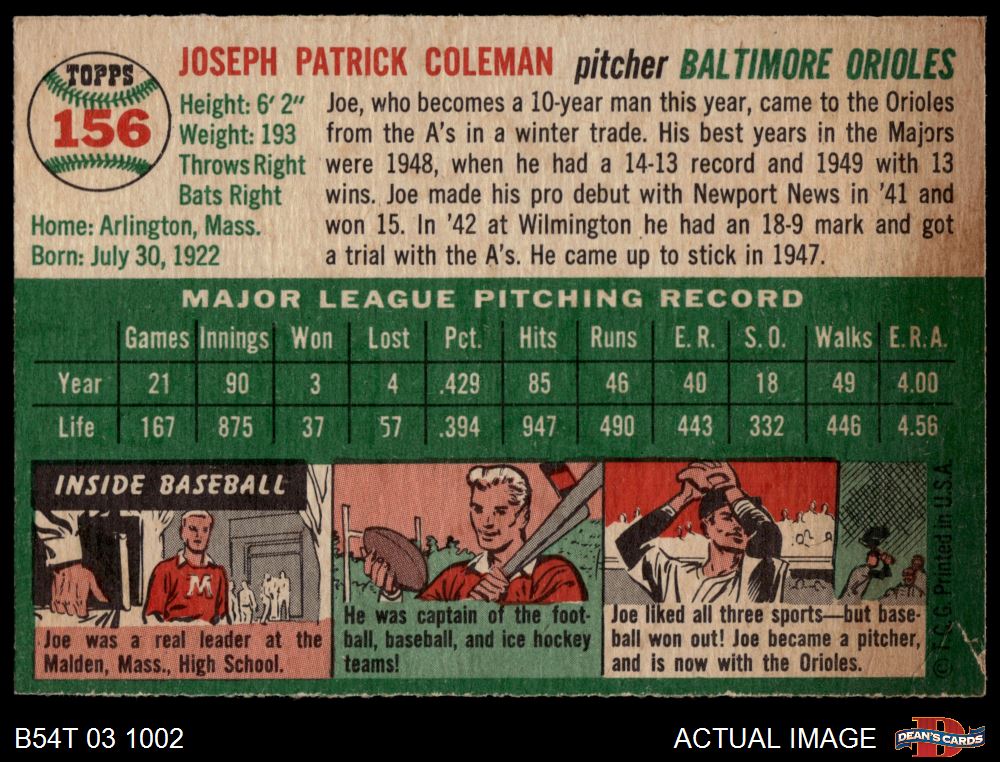 TOPPS
156
JOSEPH PATRICK COLEMAN pitcher BALTIMORE ORIOLES
Height: 6' 2"
Weight: 193
Throws Right
Bats Right
Home: Arlington, Mass.
Born: July 30, 1922
Joe, who becomes a 10-year man this year, came to the Orioles
from the A's in a winter trade. His best years in the Majors
were 1948, when he had a 14-13 record and 1949 with 13
wins. Joe made his pro debut with Newport News in '41 and
won 15. In '42 at Wilmington he had an 18-9 mark and got
a trial with the A's. He came up to stick in 1947.
MAJOR LEAGUE PITCHING RECORD
Games Innings Won Lost Pct. Hits Runs E. R. S. O. Walks E. R. A.
Year 21 90 3 4 .429 85 46 40 18 49 4.00
Life 167 875 37 57 .394 947 490 443 332 446 4.56
INSIDE BASEBALL
M
Joe was a real leader at the
Malden, Mass., High School.
He was captain of the foot-
ball, baseball, and ice hockey
teams!
Joe liked all three sports—but base-
ball won out! Joe became a pitcher,
and is now with the Orioles.
© T. C. G. Printed in U. S. A.
B54T 03 1002
ACTUAL IMAGE
D
DEAN'S CARDS